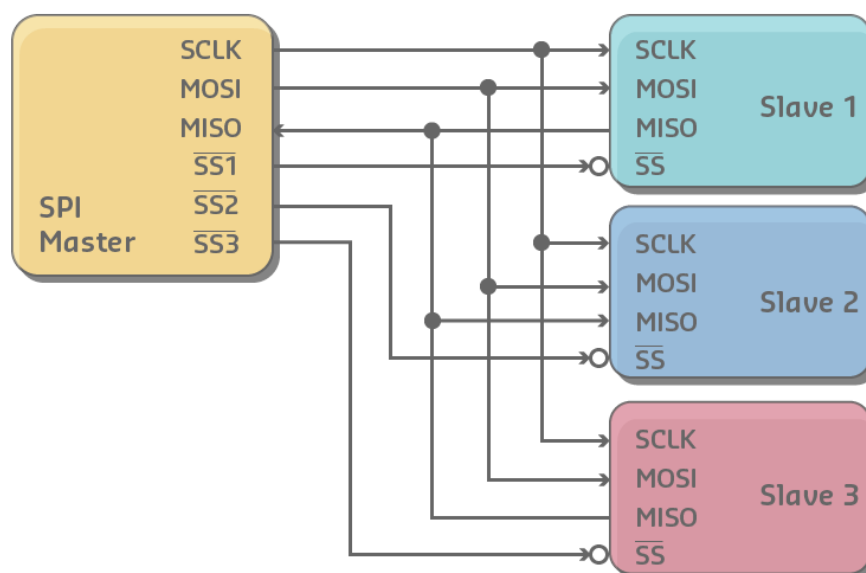 SCLK
MOSI
MISO
SS1
SS2
SS3
SPI
Master
SCLK
MOSI
MISO
SS
Slave 1
SCLK
MOSI
MISO
SS
Slave 2
SCLK
MOSI
MISO
SS
Slave 3